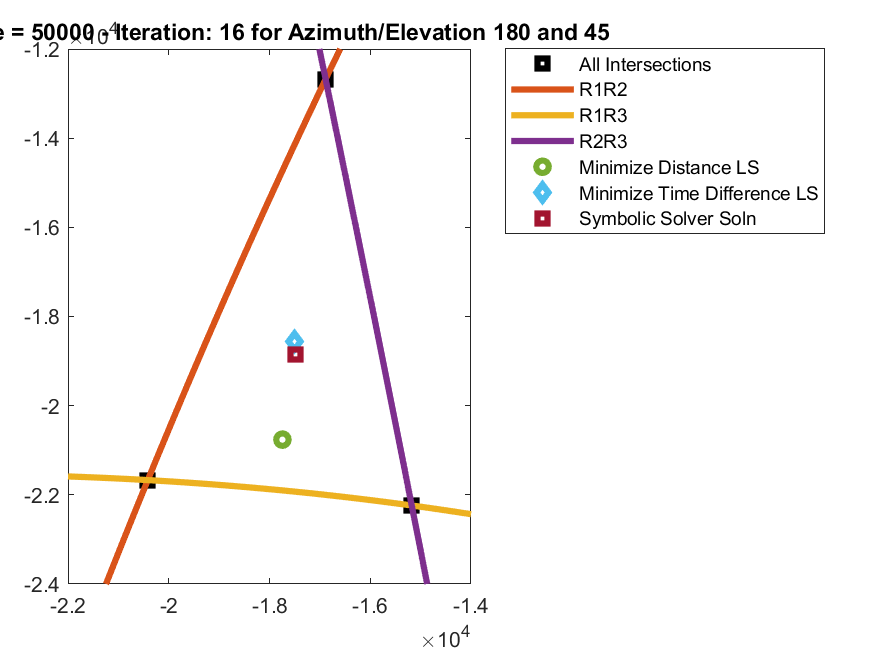 e = 50000 - Iteration: 16 for Azimuth/Elevation 180 and 45
×10^4
-1.2
-1.4
-1.6
-1.8
-2
-2.2
-2.4
-2.2 -2 -1.8 -1.6 -1.4
×10^4
All Intersections
R1R2
R1R3
R2R3
Minimize Distance LS
Minimize Time Difference LS
Symbolic Solver Soln